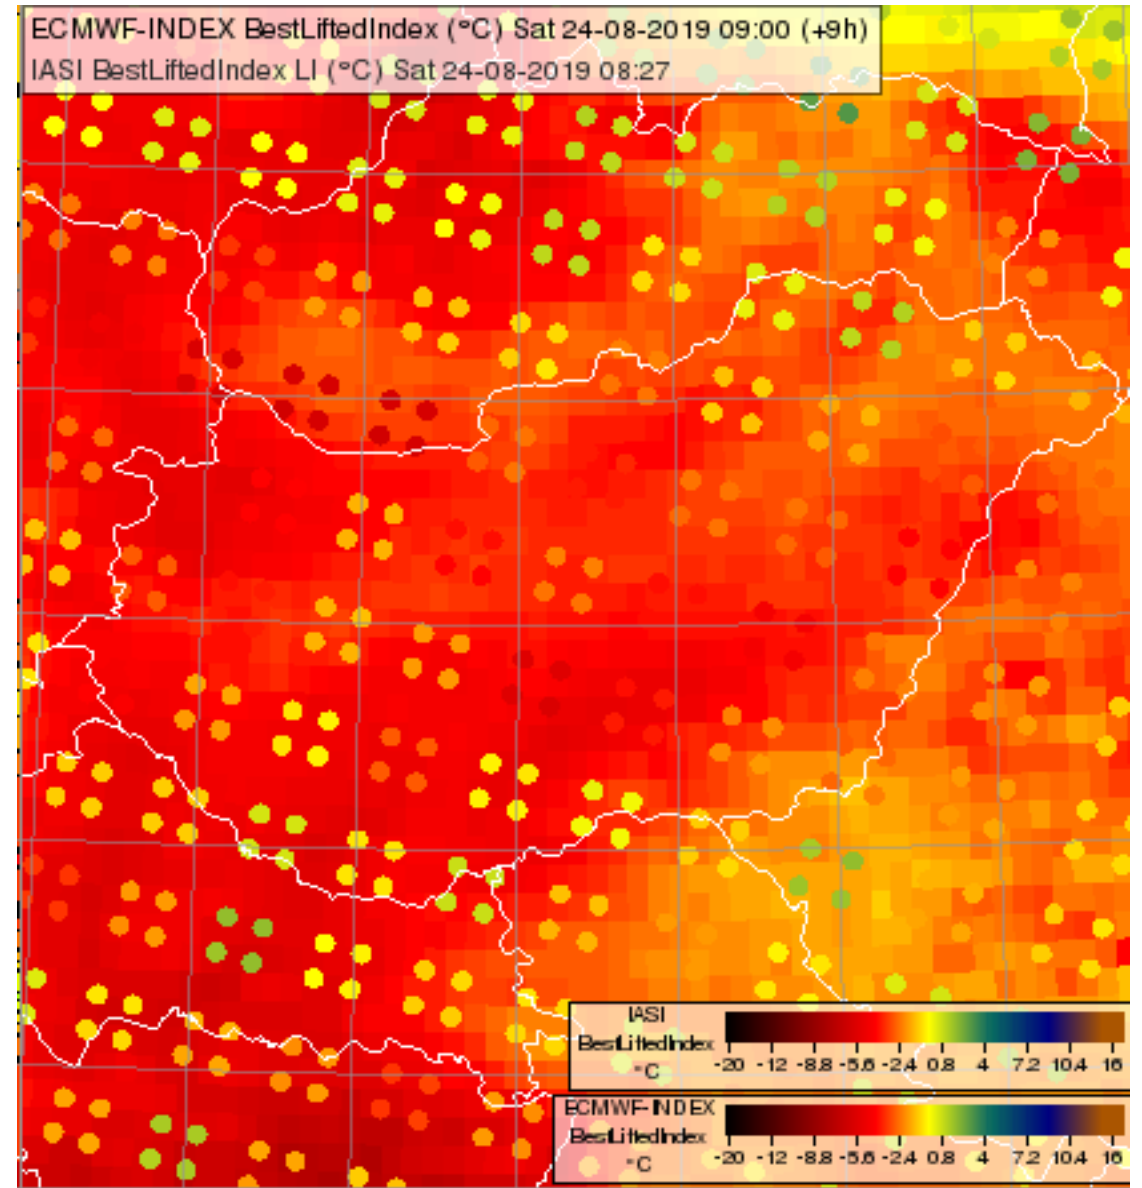 ECMWF-INDEX BestLiftedIndex (°C) Sat 24-08-2019 09:00 (+9h)
IASI BestLiftedIndex LI (°C) Sat 24-08-2019 08:27
IASI
BestLiftedIndex
°C
-20 -12 -8.8 -5.6 -2.4 0.8 4 7.2 10.4 16
ECMWF-INDEX
BestLiftedIndex
°C
-20 -12 -8.8 -5.6 -2.4 0.8 4 7.2 10.4 16